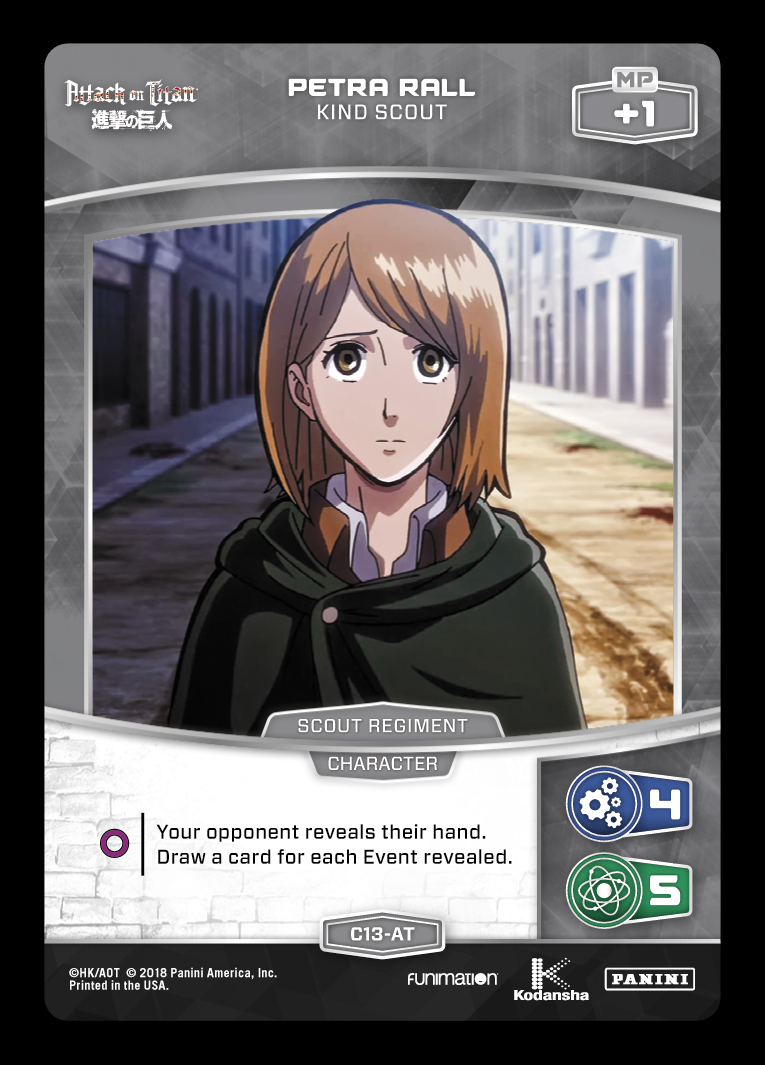 Attack on Titan
進撃の巨人
PETRA RALL
KIND SCOUT
MP
+1
SCOUT REGIMENT
CHARACTER
Your opponent reveals their hand.
Draw a card for each Event revealed.
4
5
C13-AT
©HK/AOT © 2018 Panini America, Inc.
Printed in the USA.
FUNIMATION
Kodansha
PANINI